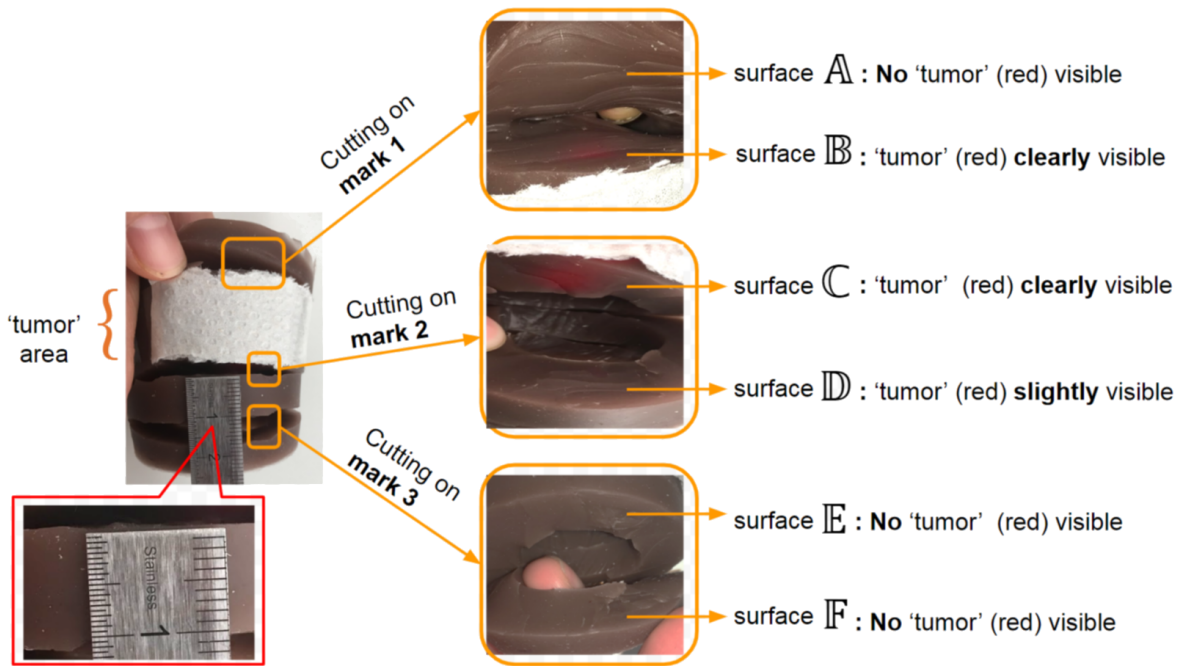 Cutting on
mark 1
surface 𝔸 : No ‘tumor’ (red) visible
surface 𝔹 : ‘tumor’ (red) clearly visible
‘tumor’
area
Cutting on
mark 2
surface ℂ : ‘tumor’ (red) clearly visible
surface 𝔻 : ‘tumor’ (red) slightly visible
1
2
Cutting on
mark 3
surface 𝔼 : No ‘tumor’ (red) visible
surface 𝔽 : No ‘tumor’ (red) visible
Stainless
1